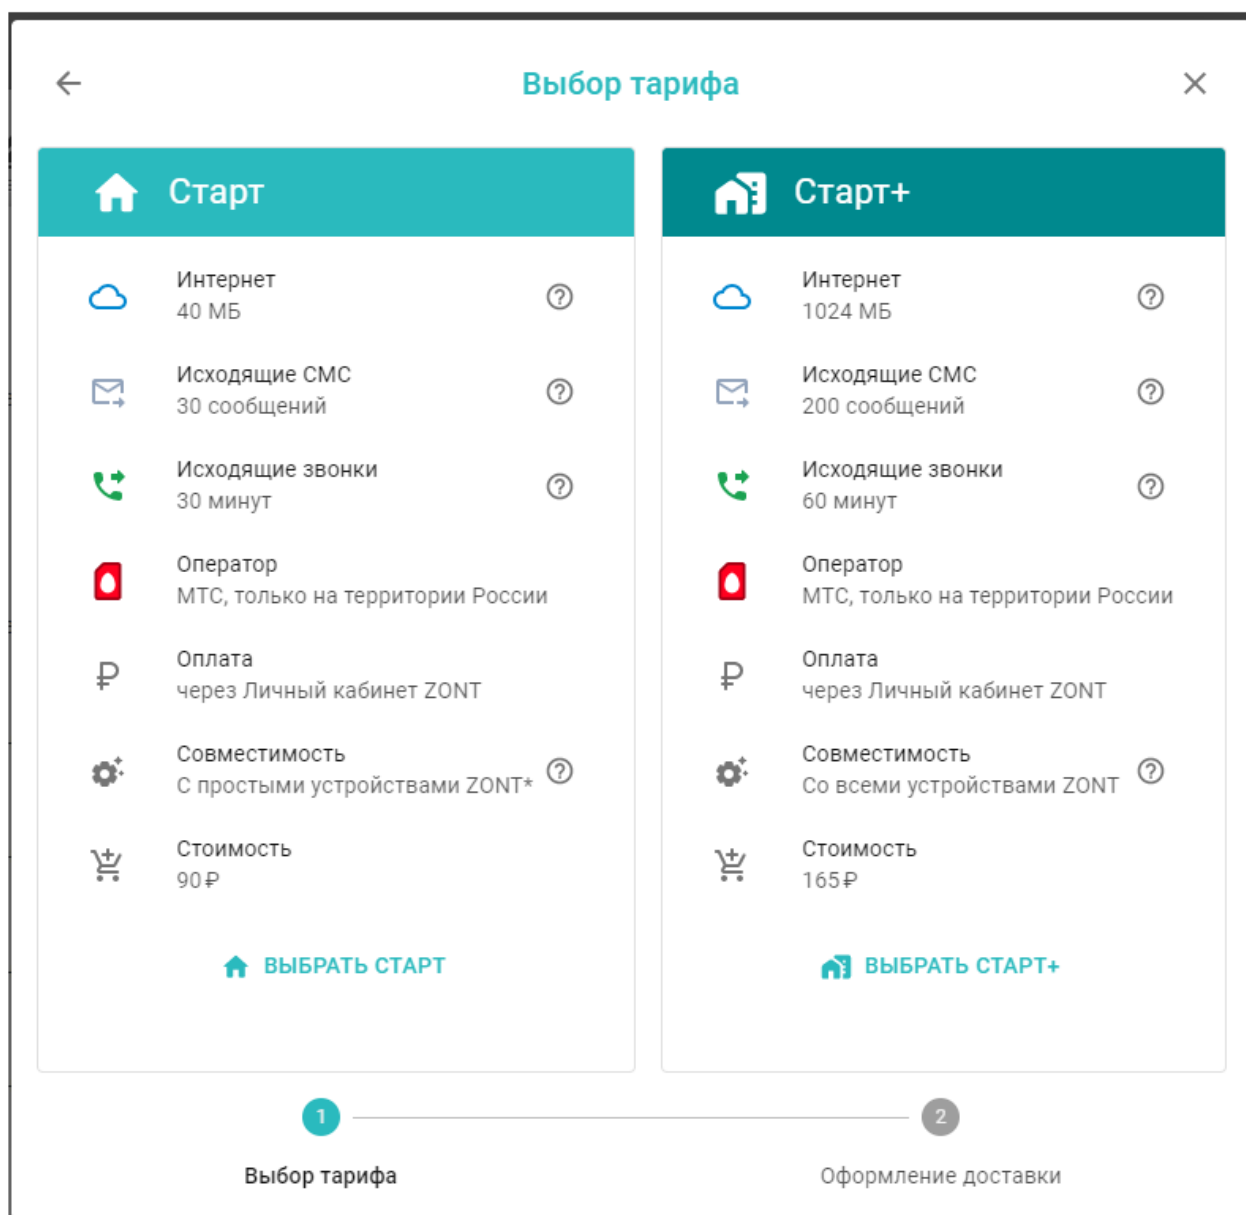 Выбор тарифа
Старт
Интернет
40 МБ
Исходящие СМС
30 сообщений
Исходящие звонки
30 минут
Оператор
МТС, только на территории России
Оплата
через Личный кабинет ZONT
Совместимость
С простыми устройствами ZONT*
Стоимость
90 ₽
ВЫБРАТЬ СТАРТ
Старт+
Интернет
1024 МБ
Исходящие СМС
200 сообщений
Исходящие звонки
60 минут
Оператор
МТС, только на территории России
Оплата
через Личный кабинет ZONT
Совместимость
Со всеми устройствами ZONT
Стоимость
165 ₽
ВЫБРАТЬ СТАРТ+
1
Выбор тарифа
2
Оформление доставки